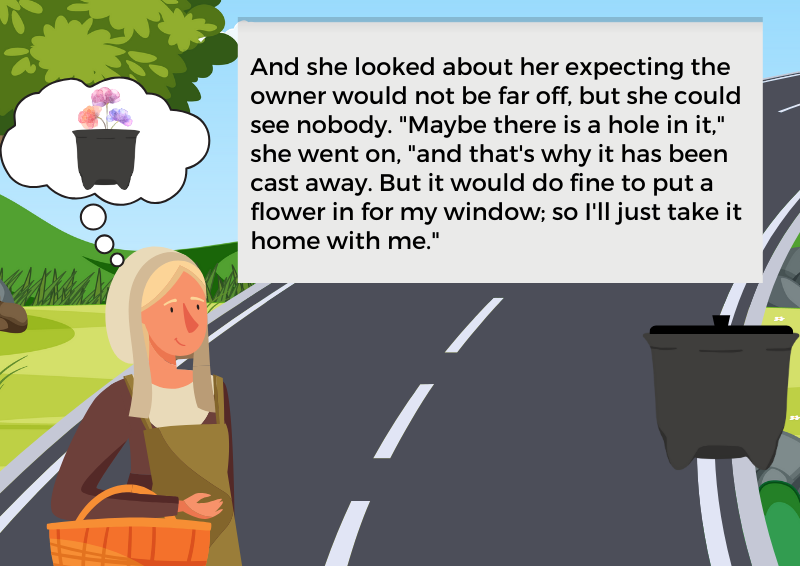 And she looked about her expecting the
owner would not be far off, but she could
see nobody. "Maybe there is a hole in it,"
she went on, "and that's why it has been
cast away. But it would do fine to put a
flower in for my window; so I'll just take it
home with me."